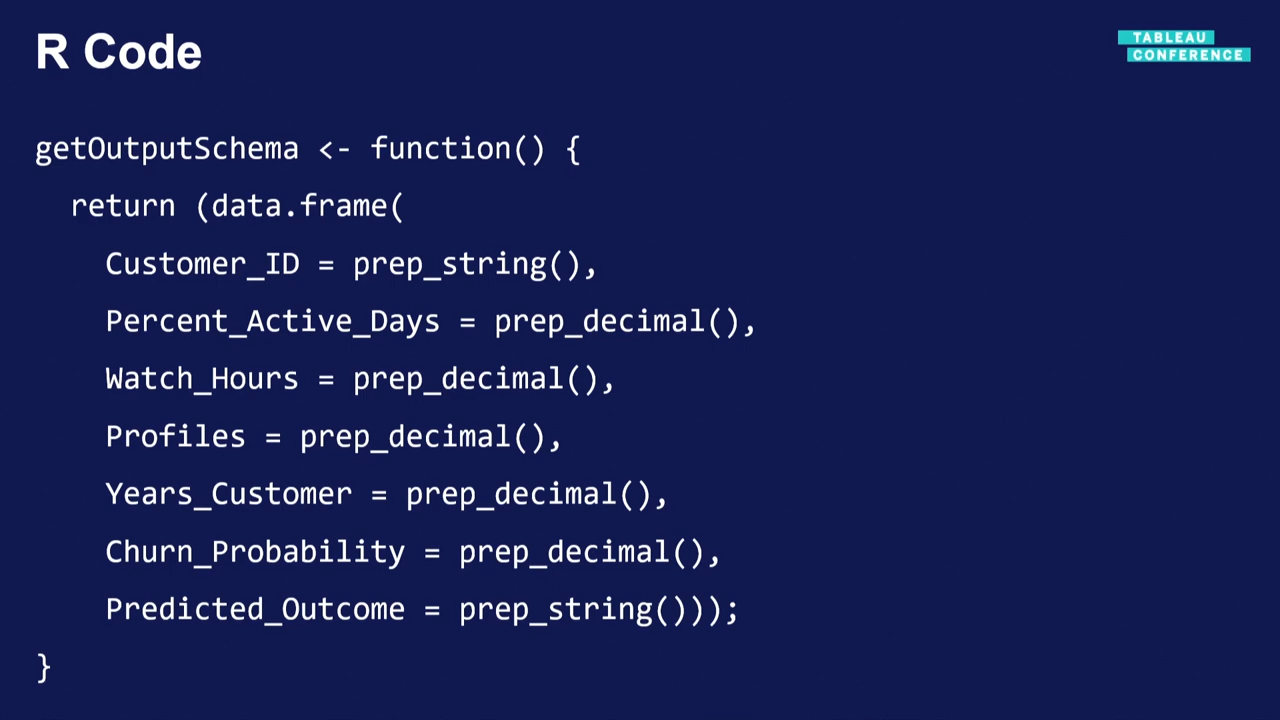 R Code
TABLEAU
CONFERENCE
getOutputSchema <- function() {
  return (data.frame(
    Customer_ID = prep_string(),
    Percent_Active_Days = prep_decimal(),
    Watch_Hours = prep_decimal(),
    Profiles = prep_decimal(),
    Years_Customer = prep_decimal(),
    Churn_Probability = prep_decimal(),
    Predicted_Outcome = prep_string()));
}